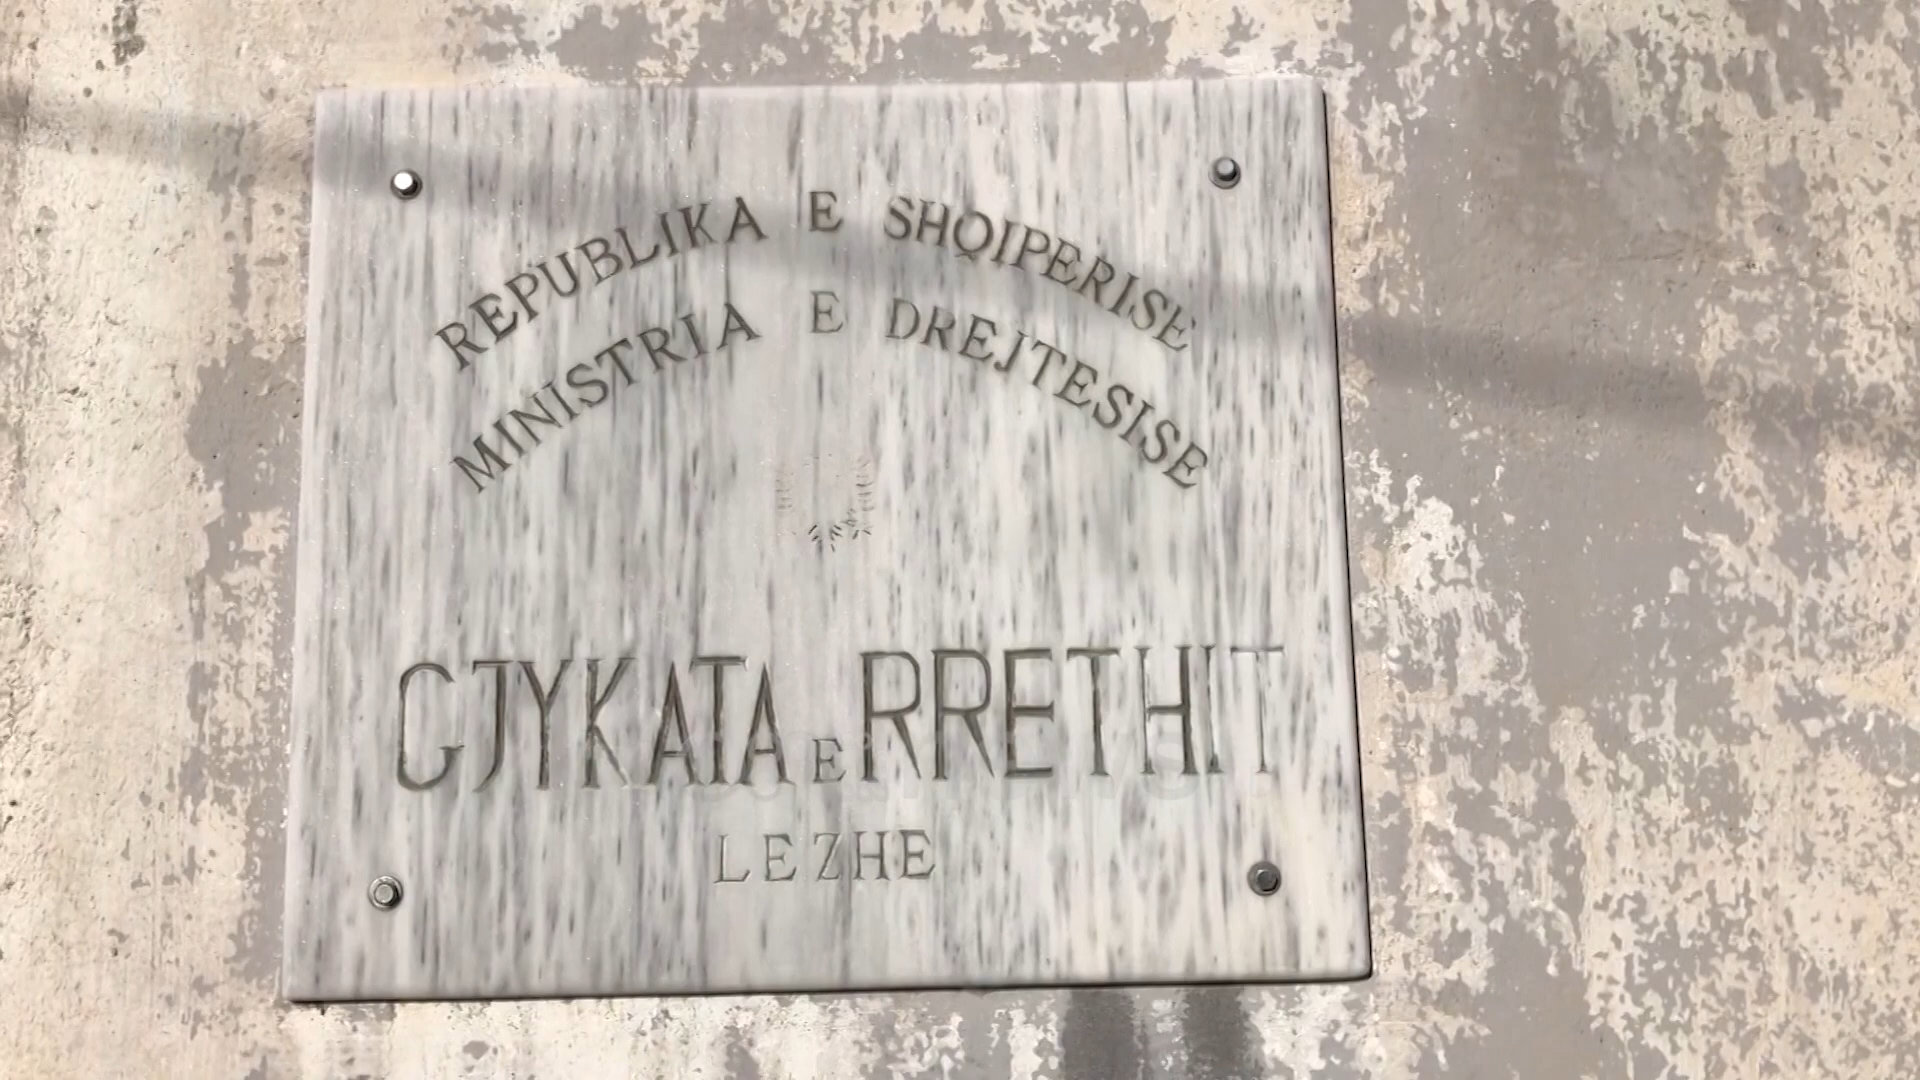 REPUBLIKA E SHQIPERISE
MINISTRIA E DREJTESISE
GJYKATA E RRETHIT
LEZHE